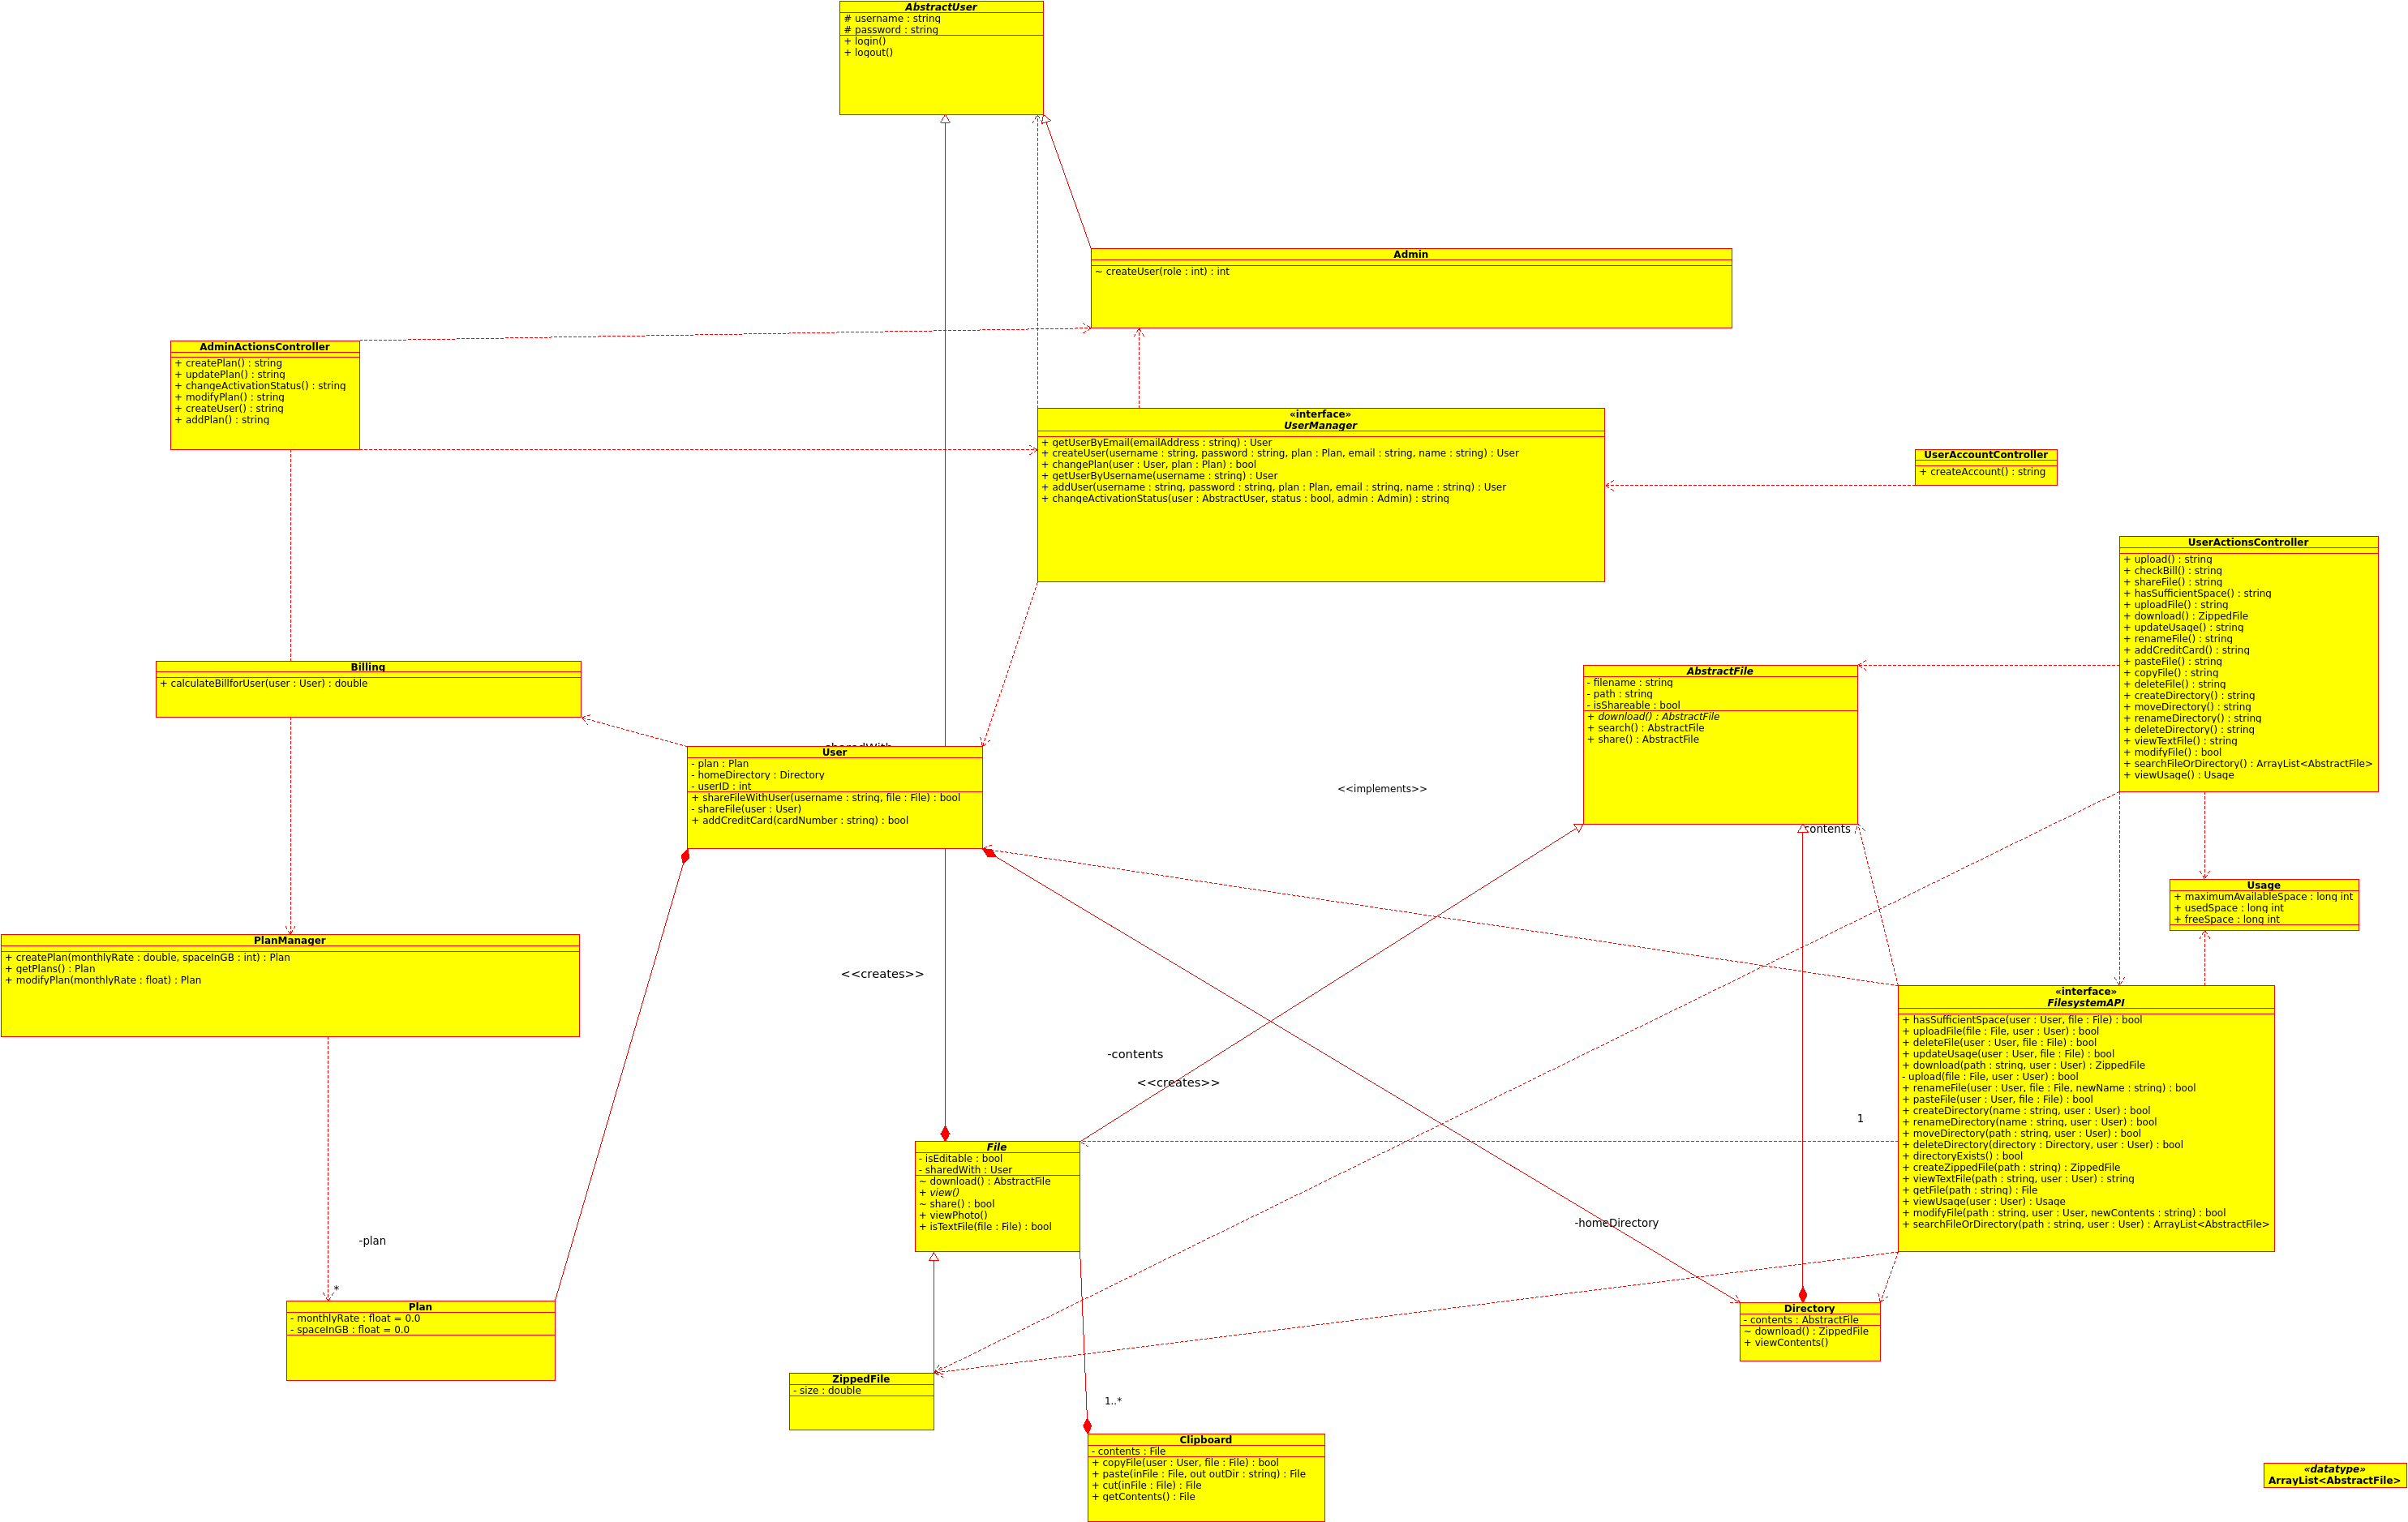 AbstractUser
# username : string
# password : string
+ login()
+ logout()
Admin
~ createUser(role : int) : int
AdminActionsController
+ createPlan() : string
+ updatePlan() : string
+ changeActivationStatus() : string
+ modifyPlan() : string
+ createUser() : string
+ addPlan() : string
«interface»
UserManager
+ getUserByEmail(emailAddress : string) : User
+ createUser(username : string, password : string, plan : Plan, email : string, name : string) : User
+ changePlan(user : User, plan : Plan) : bool
+ getUserByUsername(username : string) : User
+ addUser(username : string, password : string, plan : Plan, email : string, name : string) : User
+ changeActivationStatus(user : AbstractUser, status : bool, admin : Admin) : string
UserAccountController
+ createAccount() : string
UserActionsController
+ upload() : string
+ checkBill() : string
+ shareFile() : string
+ hasSufficientSpace() : string
+ uploadFile() : string
+ download() : ZippedFile
+ updateUsage() : string
+ renameFile() : string
+ addCreditCard() : string
+ pasteFile() : string
+ copyFile() : string
+ deleteFile() : string
+ createDirectory() : string
+ moveDirectory() : string
+ renameDirectory() : string
+ deleteDirectory() : string
+ viewTextFile() : string
+ modifyFile() : bool
+ searchFileOrDirectory() : ArrayList<AbstractFile>
+ viewUsage() : Usage
Billing
+ calculateBillforUser(user : User) : double
AbstractFile
- filename : string
- path : string
- isShareable : bool
+ download() : AbstractFile
+ search() : AbstractFile
+ share() : AbstractFile
User
- plan : Plan
- homeDirectory : Directory
- userID : int
+ shareFileWithUser(username : string, file : File) : bool
- shareFile(user : User)
+ addCreditCard(cardNumber : string) : bool
<<implements>>
contents
Usage
+ maximumAvailableSpace : long int
+ usedSpace : long int
+ freeSpace : long int
PlanManager
+ createPlan(monthlyRate : double, spaceInGB : int) : Plan
+ getPlans() : Plan
+ modifyPlan(monthlyRate : float) : Plan
<<creates>>
«interface»
FilesystemAPI
+ hasSufficientSpace(user : User, file : File) : bool
+ uploadFile(file : File, user : User) : bool
+ deleteFile(user : User, file : File) : bool
+ updateUsage(user : User, file : File) : bool
+ download(path : string, user : User) : ZippedFile
- upload(file : File, user : User) : bool
+ renameFile(user : User, file : File, newName : string) : bool
+ pasteFile(user : User, file : File) : bool
+ createDirectory(name : string, user : User) : bool
+ renameDirectory(name : string, user : User) : bool
+ moveDirectory(path : string, user : User) : bool
+ deleteDirectory(directory : Directory, user : User) : bool
+ directoryExists() : bool
+ createZippedFile(path : string) : ZippedFile
+ viewTextFile(path : string, user : User) : string
+ getFile(path : string) : File
+ viewUsage(user : User) : Usage
+ modifyFile(path : string, user : User, newContents : string) : bool
+ searchFileOrDirectory(path : string, user : User) : ArrayList<AbstractFile>
-contents
<<creates>>
1
File
- isEditable : bool
- sharedWith : User
~ download() : AbstractFile
+ view()
~ share() : bool
+ viewPhoto()
+ isTextFile(file : File) : bool
-homeDirectory
-plan
*
Plan
- monthlyRate : float = 0.0
- spaceInGB : float = 0.0
Directory
- contents : AbstractFile
~ download() : ZippedFile
+ viewContents()
ZippedFile
- size : double
1..*
Clipboard
- contents : File
+ copyFile(user : User, file : File) : bool
+ paste(inFile : File, out outDir : string) : File
+ cut(inFile : File) : File
+ getContents() : File
«datatype»
ArrayList<AbstractFile>